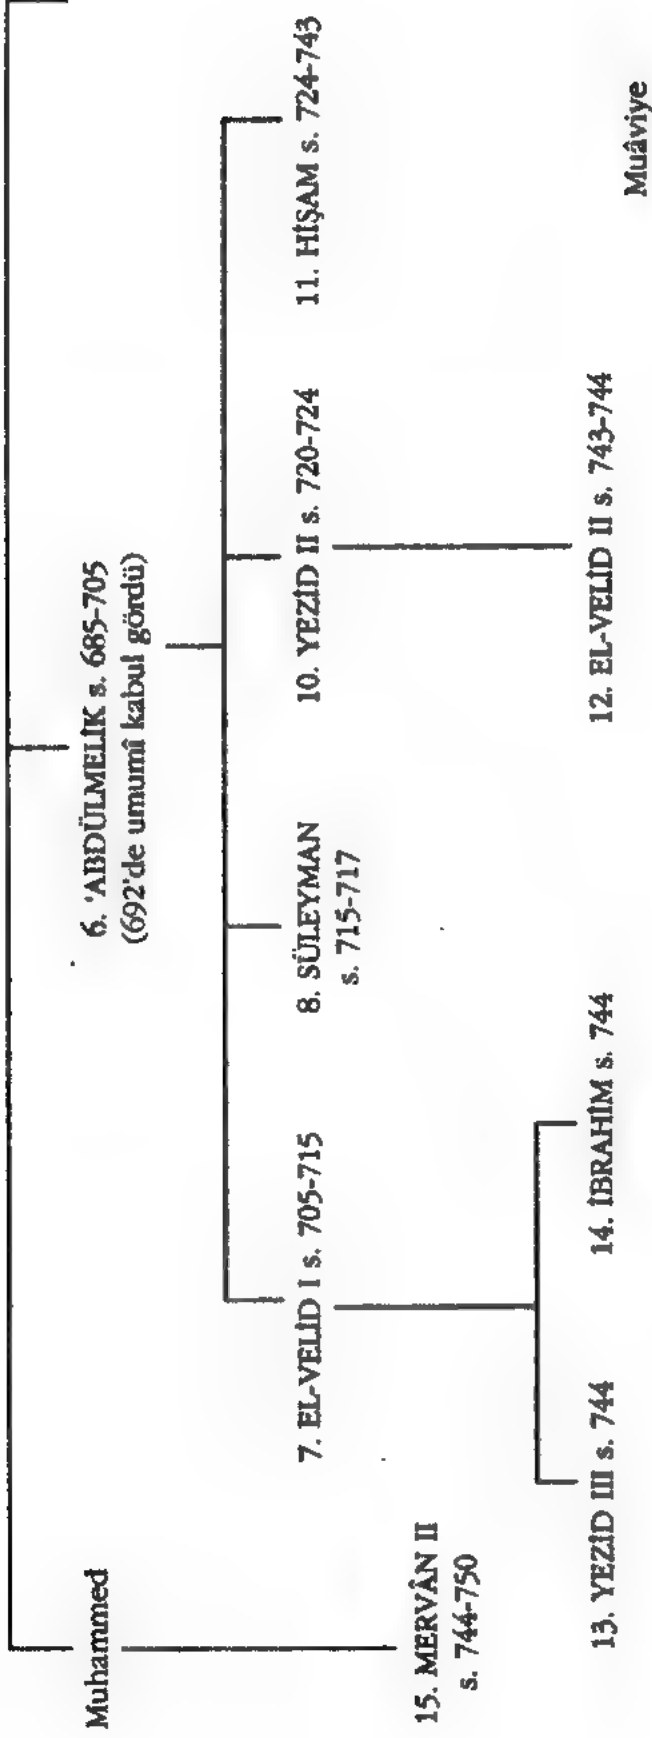 6. 'ABDÜLMELİK s. 685-705
(692'de umumî kabul gördü)
Muhammed
7. EL-VELİD I s. 705-715
8. SÜLEYMAN
s. 715-717
10. YEZİD II s. 720-724
11. HİŞAM s. 724-743
15. MERVÂN II
s. 744-750
13. YEZİD III s. 744
14. İBRAHİM s. 744
12. EL-VELİD II s. 743-744
Muâviye